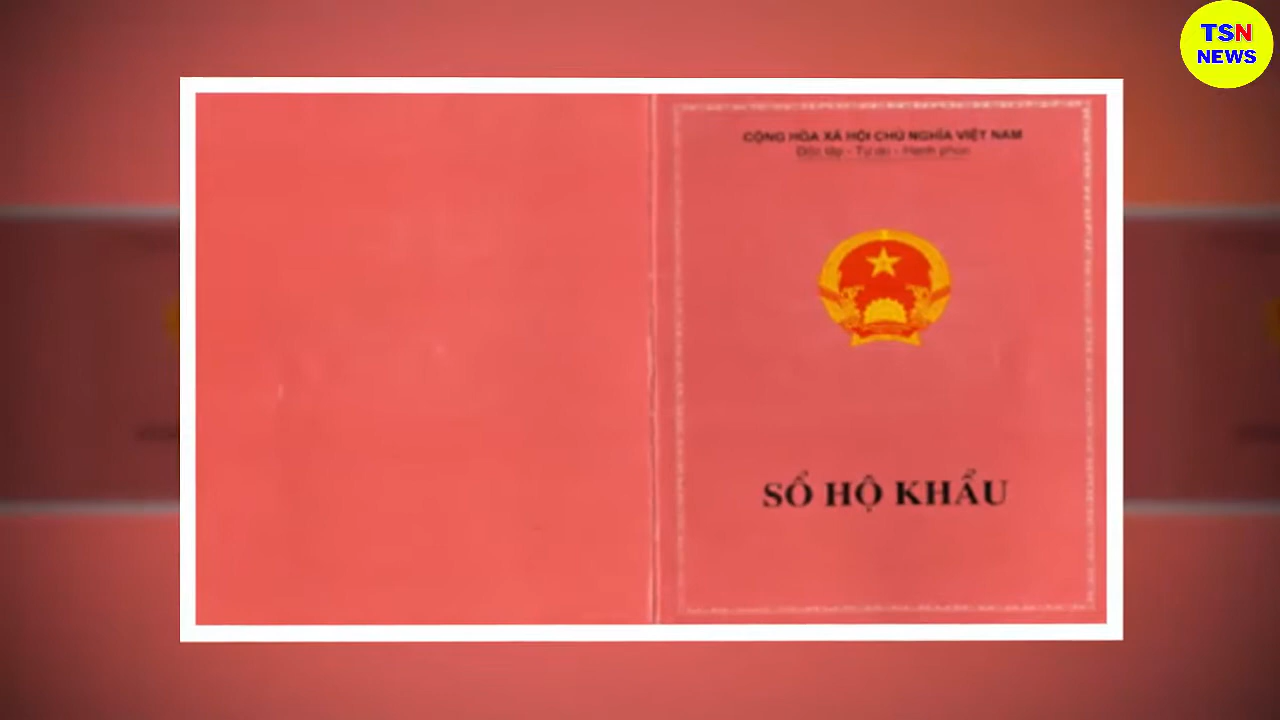 TSN
NEWS
CỘNG HÒA XÃ HỘI CHỦ NGHĨA VIỆT NAM
Độc lập - Tự do - Hạnh phúc
SỔ HỘ KHẨU